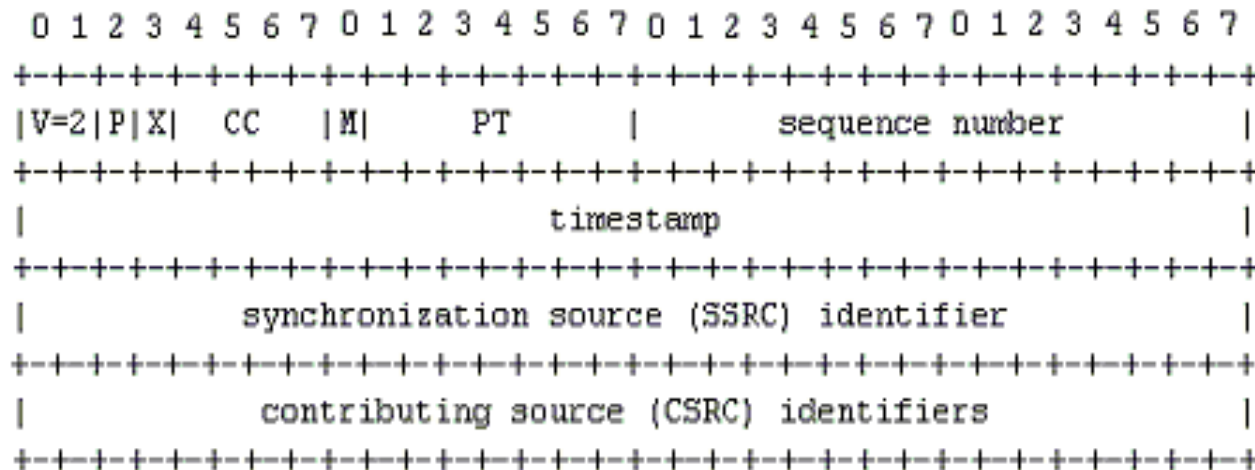 0 1 2 3 4 5 6 7 0 1 2 3 4 5 6 7 0 1 2 3 4 5 6 7 0 1 2 3 4 5 6 7
+-+-+-+-+-+-+-+-+-+-+-+-+-+-+-+-+-+-+-+-+-+-+-+-+-+-+-+-+-+-+-+-+
|V=2|P|X| CC |M| PT | sequence number |
+-+-+-+-+-+-+-+-+-+-+-+-+-+-+-+-+-+-+-+-+-+-+-+-+-+-+-+-+-+-+-+-+
| timestamp |
+-+-+-+-+-+-+-+-+-+-+-+-+-+-+-+-+-+-+-+-+-+-+-+-+-+-+-+-+-+-+-+-+
| synchronization source (SSRC) identifier |
+-+-+-+-+-+-+-+-+-+-+-+-+-+-+-+-+-+-+-+-+-+-+-+-+-+-+-+-+-+-+-+-+
| contributing source (CSRC) identifiers |
+-+-+-+-+-+-+-+-+-+-+-+-+-+-+-+-+-+-+-+-+-+-+-+-+-+-+-+-+-+-+-+-+